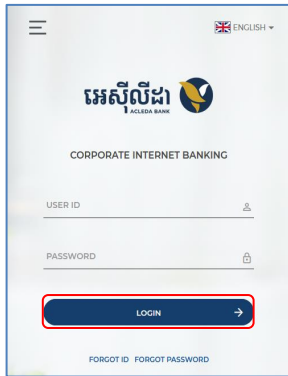 ENGLISH
អេស៊ីលីដា
ACLEDA BANK
CORPORATE INTERNET BANKING
USER ID
PASSWORD
LOGIN
FORGOT ID FORGOT PASSWORD